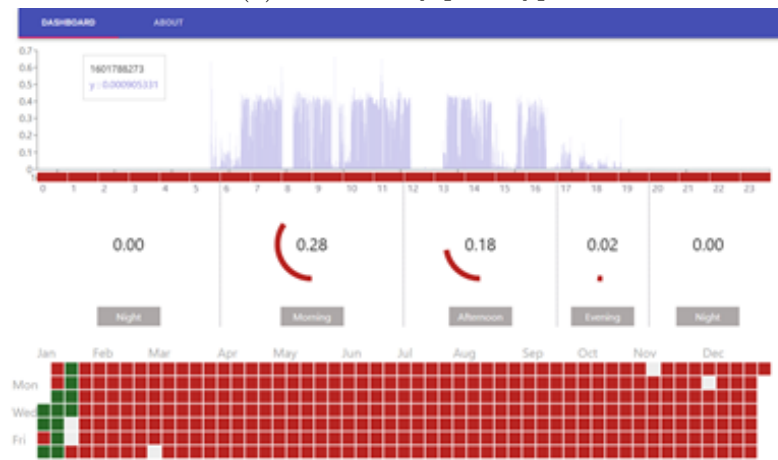 DASHBOARD ABOUT
0.7
0.6
1601788273
0.5
y : 0.000905331
0.4
0.3
0.2
0.1
0
0 1 2 3 4 5 6 7 8 9 10 11 12 13 14 15 16 17 18 19 20 21 22 23
0.00 0.28 0.18 0.02 0.00
Night Morning Afternoon Evening Night
Jan Feb Mar Apr May Jun Jul Aug Sep Oct Nov Dec
Mon
Wed
Fri